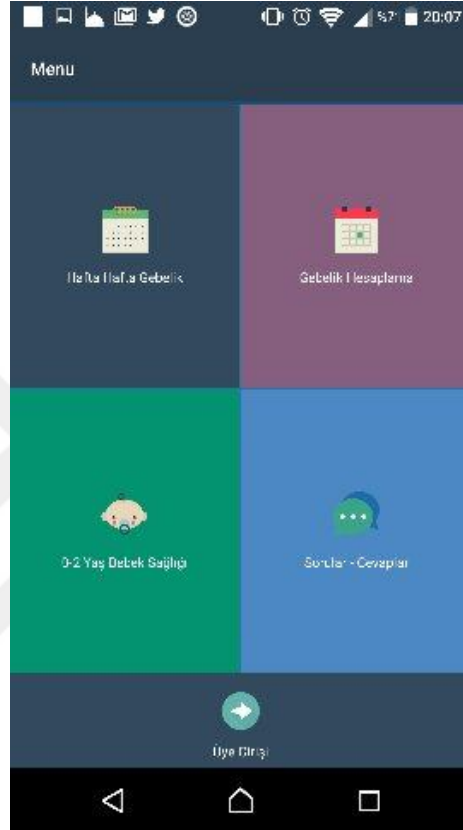 20:07
Menu
Hafta Hafta Gebelik
Gebelik Hesaplama
0-2 Yaş Bebek Sağlığı
Sorular - Cevaplar
Üye Girişi